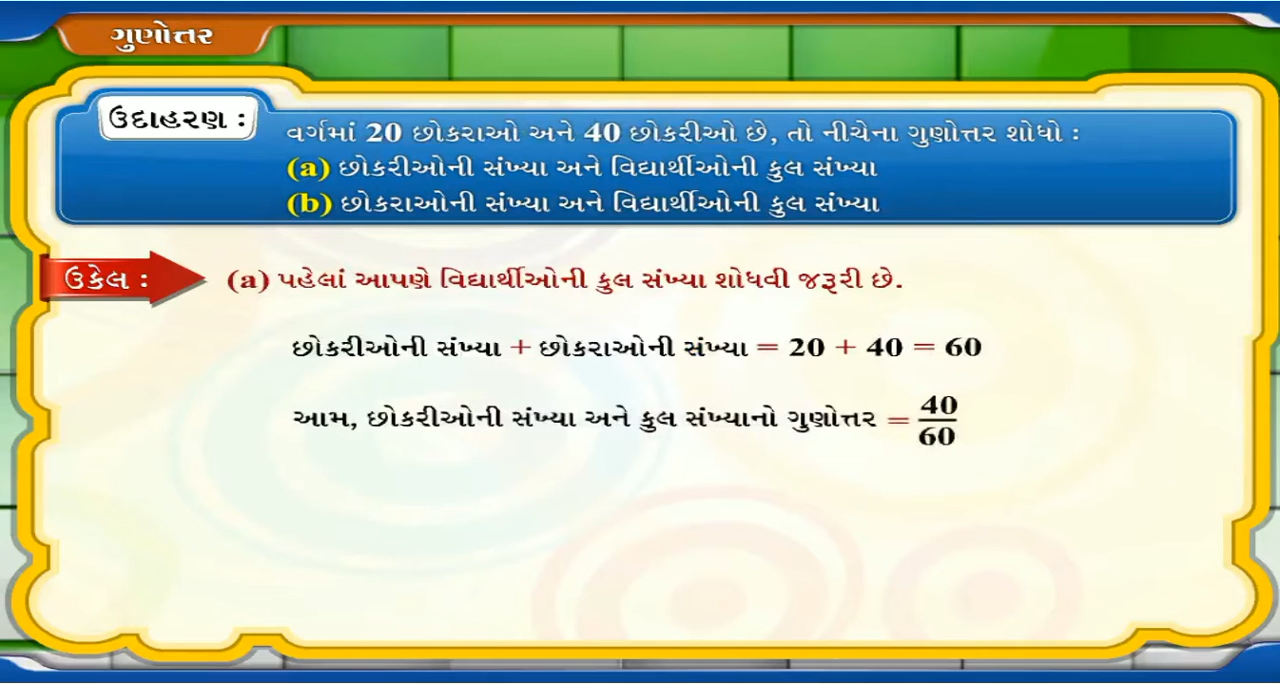 ગુણોત્તર
ઉદાહરણ :
વર્ગમાં 20 છોકરાઓ અને 40 છોકરીઓ છે, તો નીચેના ગુણોત્તર શોધો :
(a) છોકરીઓની સંખ્યા અને વિદ્યાર્થીઓની કુલ સંખ્યા
(b) છોકરાઓની સંખ્યા અને વિદ્યાર્થીઓની કુલ સંખ્યા
ઉકેલ :
(a) પહેલાં આપણે વિદ્યાર્થીઓની કુલ સંખ્યા શોધવી જરૂરી છે.
છોકરીઓની સંખ્યા + છોકરાઓની સંખ્યા = 20 + 40 = 60
આમ, છોકરીઓની સંખ્યા અને કુલ સંખ્યાનો ગુણોત્તર = 40/60